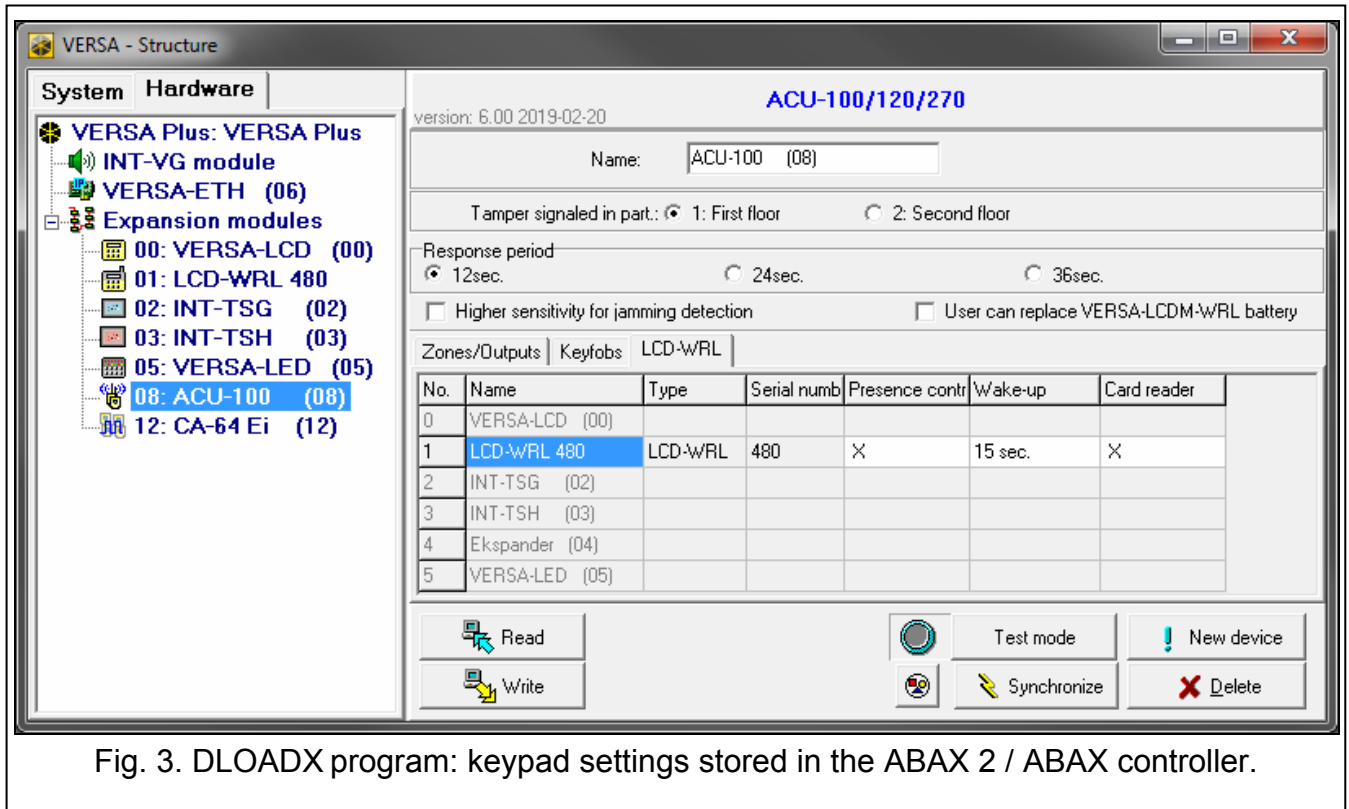 VERSA - Structure
System Hardware
VERSA Plus: VERSA Plus
INT-VG module
VERSA-ETH (06)
Expansion modules
00: VERSA-LCD (00)
01: LCD-WRL 480
02: INT-TSG (02)
03: INT-TSH (03)
05: VERSA-LED (05)
08: ACU-100 (08)
12: CA-64 Ei (12)
ACU-100/120/270
version: 6.00 2019-02-20
Name: ACU-100 (08)
Tamper signaled in part.: 1: First floor 2: Second floor
Response period
12sec. 24sec. 36sec.
Higher sensitivity for jamming detection User can replace VERSA-LCDM-WRL battery
Zones/Outputs Keyfobs LCD-WRL
No. Name Type Serial numb Presence contr Wake-up Card reader
0 VERSA-LCD (00)
1 LCD-WRL 480 LCD-WRL 480 X 15 sec. X
2 INT-TSG (02)
3 INT-TSH (03)
4 Ekspander (04)
5 VERSA-LED (05)
Read Test mode New device
Write Synchronize Delete
Fig. 3. DLOADX program: keypad settings stored in the ABAX 2 / ABAX controller.